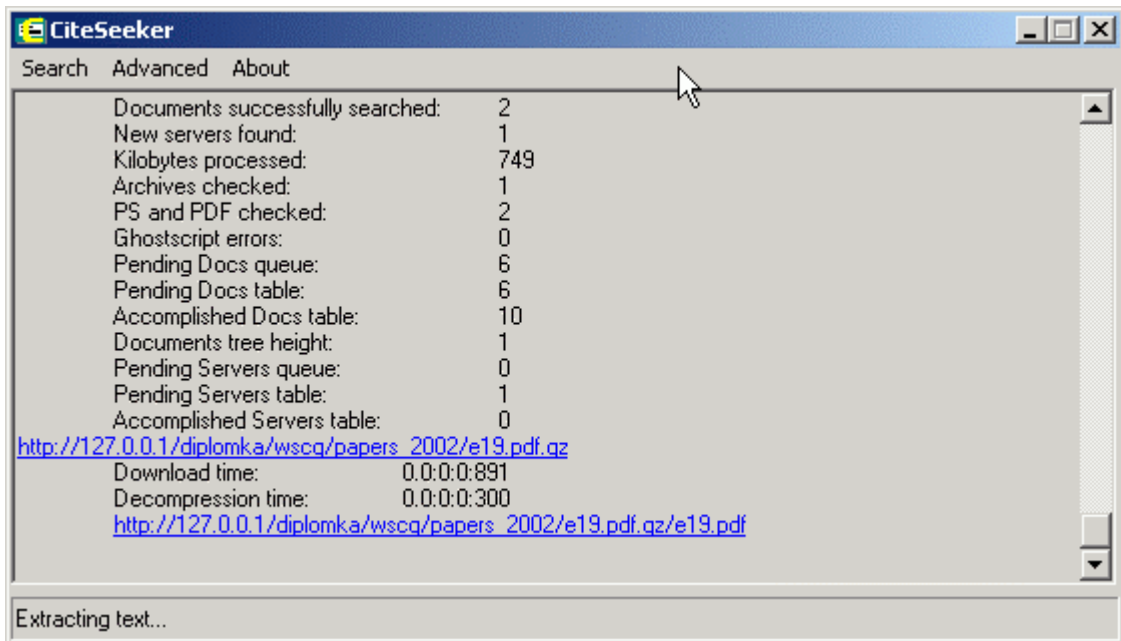 CiteSeeker
Search Advanced About
Documents successfully searched: 2
New servers found: 1
Kilobytes processed: 749
Archives checked: 1
PS and PDF checked: 2
Ghostscript errors: 0
Pending Docs queue: 6
Pending Docs table: 6
Accomplished Docs table: 10
Documents tree height: 1
Pending Servers queue: 0
Pending Servers table: 1
Accomplished Servers table: 0
http://127.0.0.1/diplomka/wscg/papers_2002/e19.pdf.gz
Download time: 0.0:0:0:891
Decompression time: 0.0:0:0:300
http://127.0.0.1/diplomka/wscg/papers_2002/e19.pdf.gz/e19.pdf
Extracting text...